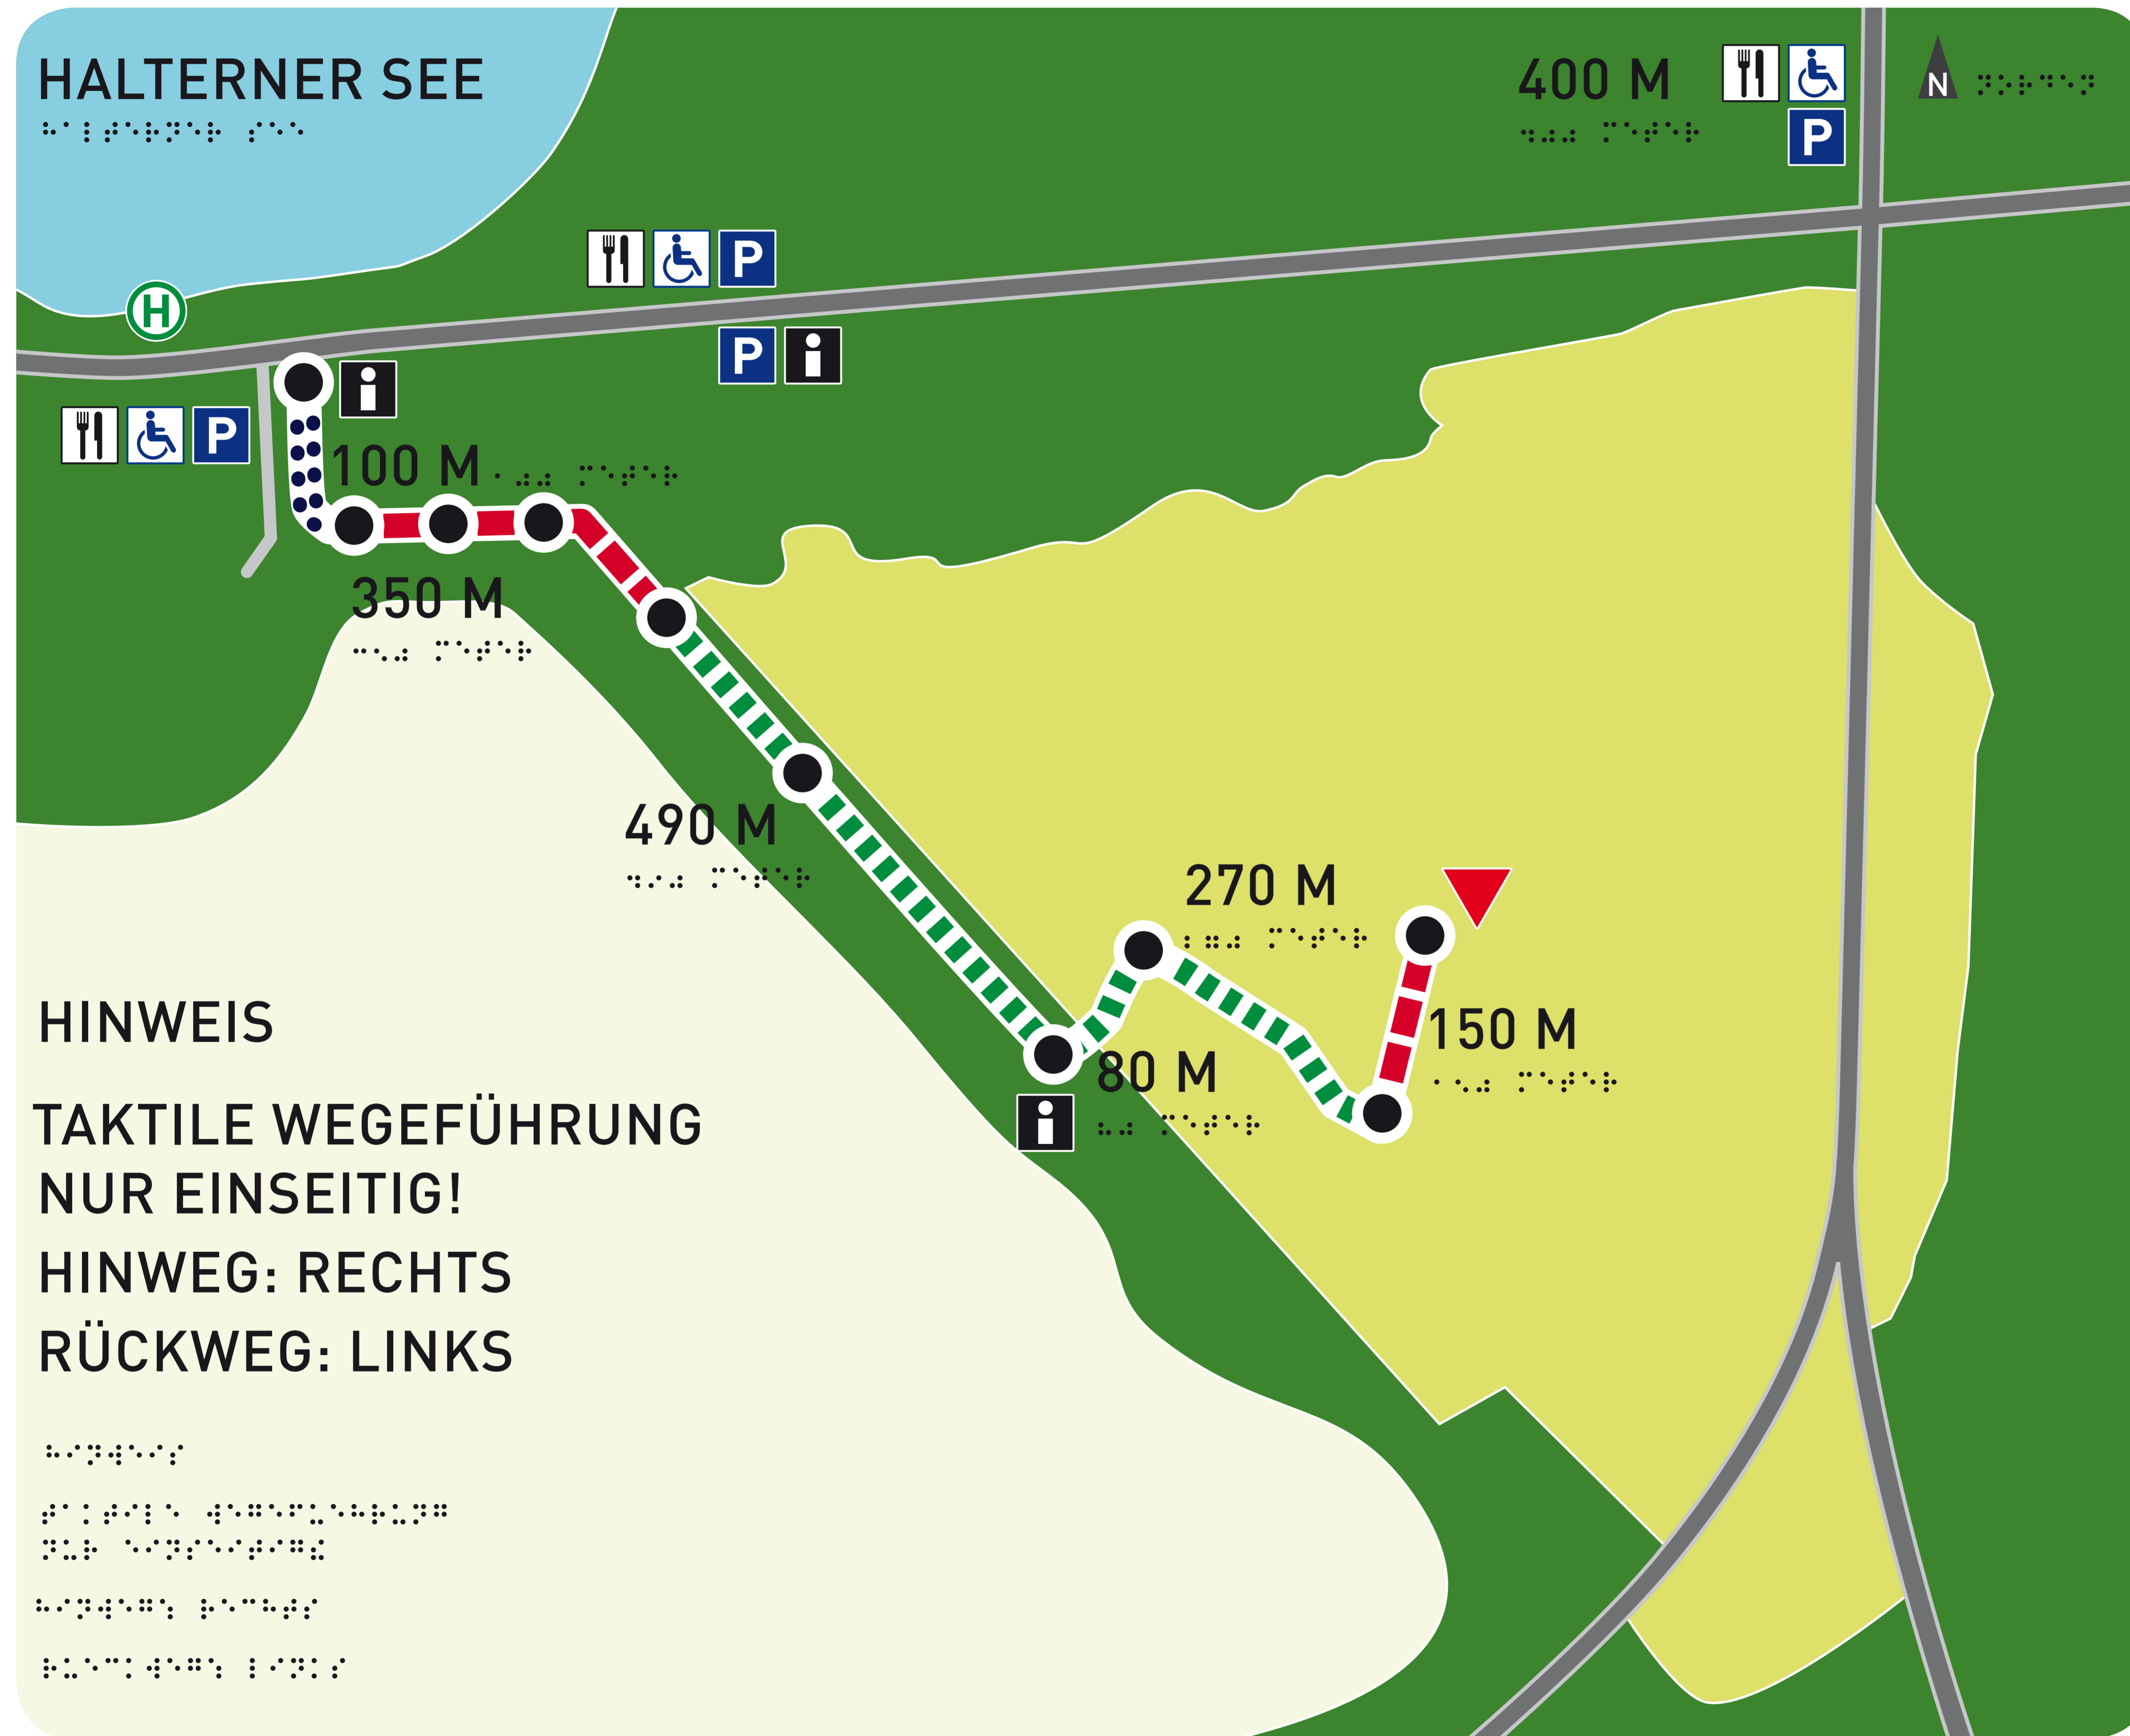 HALTERNER SEE
400 M
P
N
H
P
P
P
100 M
350 M
490 M
270 M
150 M
80 M
HINWEIS
TAKTILE WEGEFÜHRUNG
NUR EINSEITIG!
HINWEG: RECHTS
RÜCKWEG: LINKS